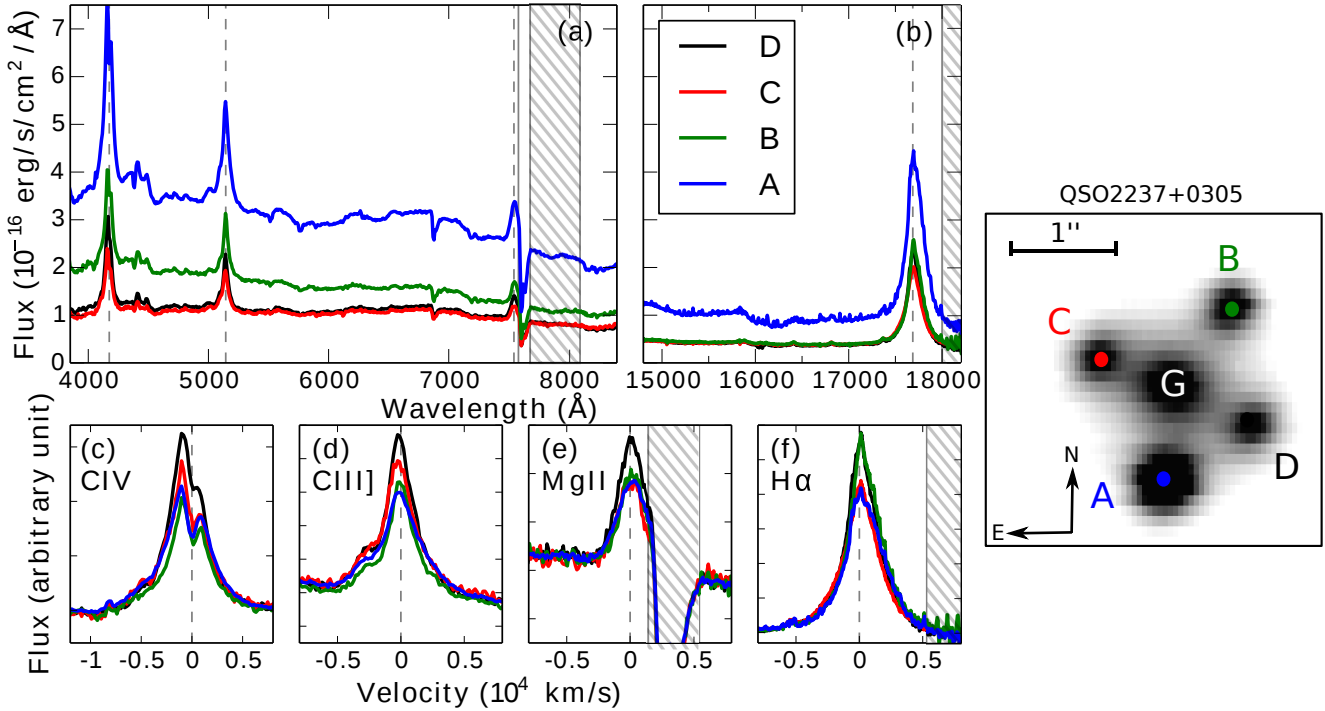 (a)
(b)
D
C
B
A
7
6
5
4
3
2
1
0
Flux (10⁻¹⁶ erg/s/cm²/Å)
4000 5000 6000 7000 8000
15000 16000 17000 18000
Wavelength (Å)
(c)
CIV
(d)
CIII]
(e)
MgII
(f)
Hα
Flux (arbitrary unit)
-1 -0.5 0 0.5
-0.5 0 0.5
-0.5 0 0.5
-0.5 0 0.5
Velocity (10⁴ km/s)
QSO2237+0305
1''
B
C
G
D
A
N
E